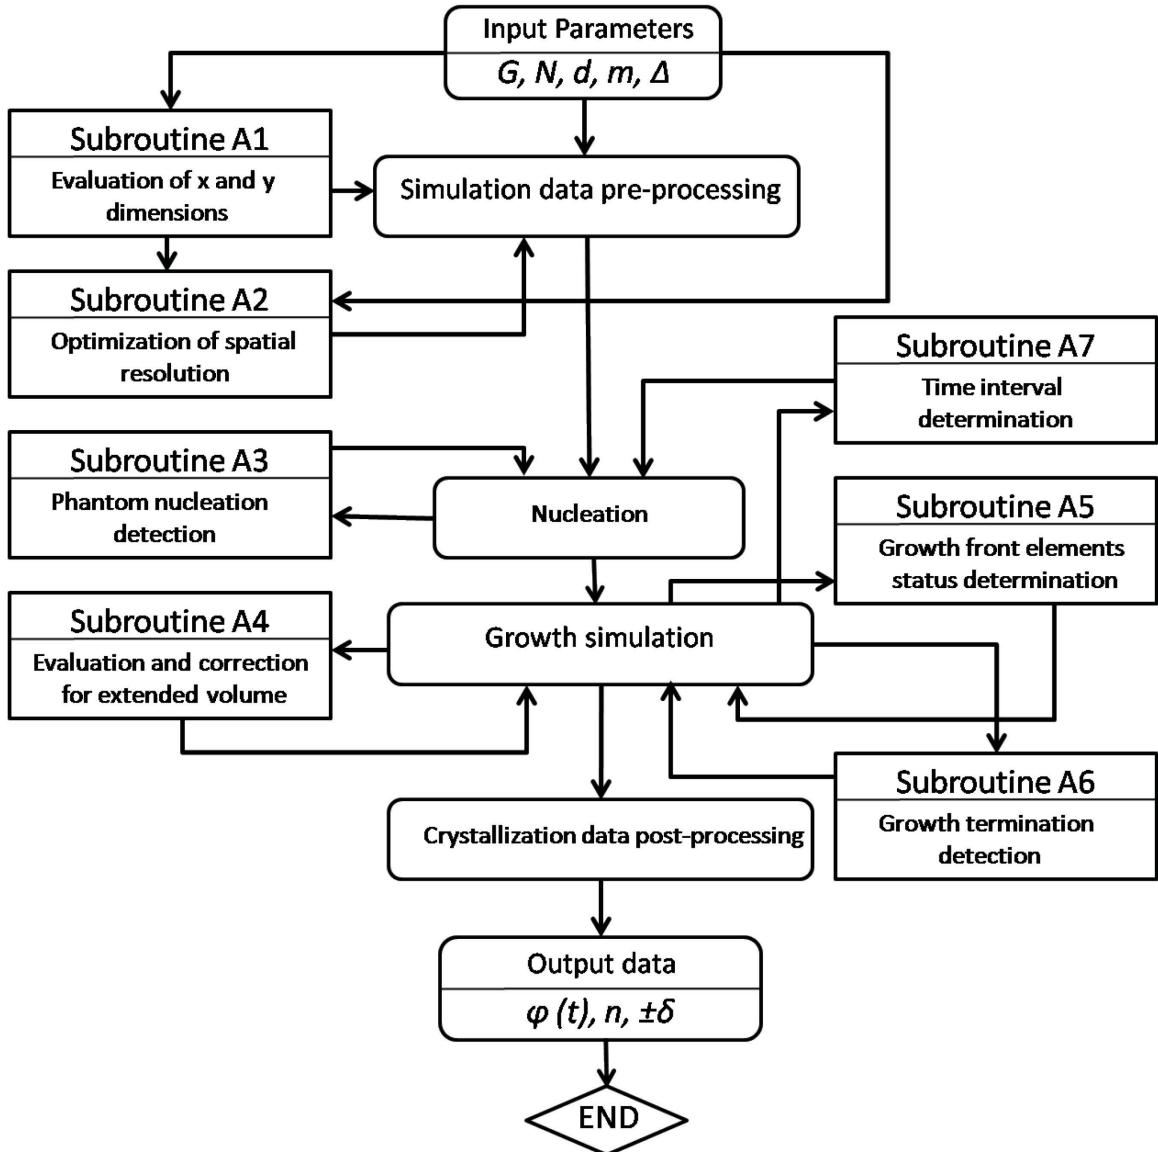 Input Parameters
G, N, d, m, Δ
Subroutine A1
Evaluation of x and y
dimensions
Simulation data pre-processing
Subroutine A2
Optimization of spatial
resolution
Subroutine A7
Time interval
determination
Subroutine A3
Phantom nucleation
detection
Nucleation
Subroutine A5
Growth front elements
status determination
Subroutine A4
Evaluation and correction
for extended volume
Growth simulation
Subroutine A6
Growth termination
detection
Crystallization data post-processing
Output data
φ (t), n, ±δ
END